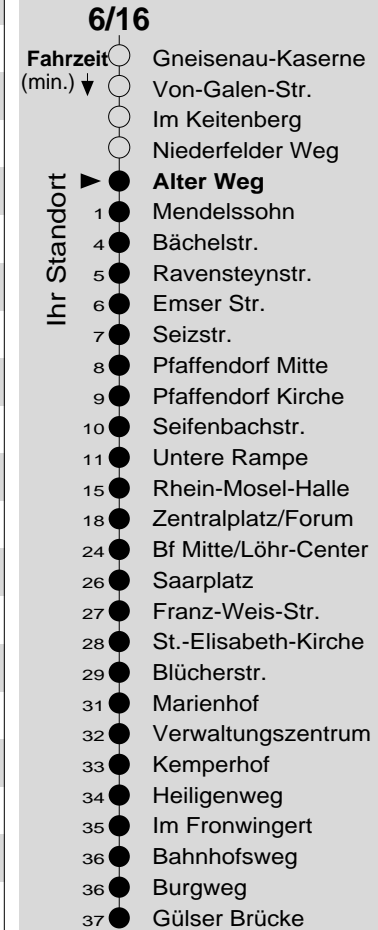 6/16
Fahrzeit Gneisenau-Kaserne
(min.) Von-Galen-Str.
Im Keitenberg
Niederfelder Weg
Ihr Standort
Alter Weg
1 Mendelssohn
4 Bächelstr.
5 Ravensteynstr.
6 Emser Str.
7 Seizstr.
8 Pfaffendorf Mitte
9 Pfaffendorf Kirche
10 Seifenbachstr.
11 Untere Rampe
15 Rhein-Mosel-Halle
18 Zentralplatz/Forum
24 Bf Mitte/Löhr-Center
26 Saarplatz
27 Franz-Weis-Str.
28 St.-Elisabeth-Kirche
29 Blücherstr.
31 Marienhof
32 Verwaltungszentrum
33 Kemperhof
34 Heiligenweg
35 Im Fronwingert
36 Bahnhofsweg
36 Burgweg
37 Gülser Brücke